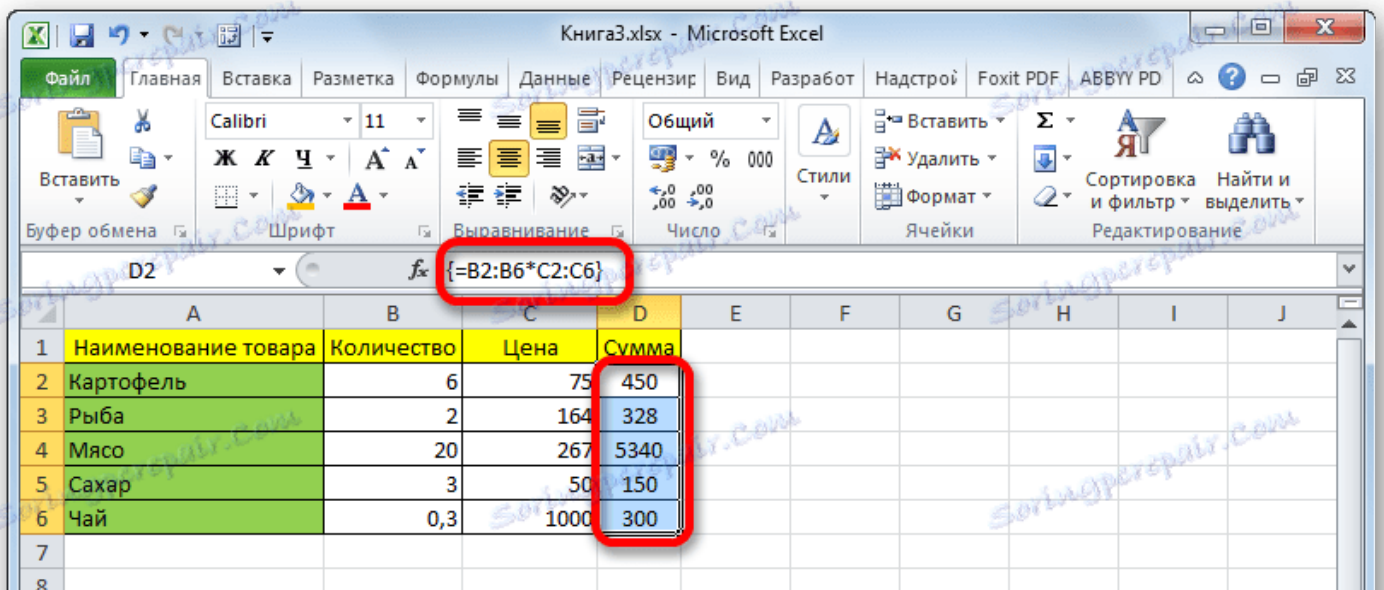 Книга3.xlsx - Microsoft Excel
Файл Главная Вставка Разметка Формулы Данные Рецензир Вид Разработ Надстрой Foxit PDF ABBYY PD
Calibri 11 Общий Вставить
Ж К Ч A A % 000 Удалить
Вставить Стили Формат Сортировка и фильтр Найти и выделить
Буфер обмена Шрифт Выравнивание Число Ячейки Редактирование
D2 fx {=B2:B6*C2:C6}
A B C D E F G H I J
1 Наименование товара Количество Цена Сумма
2 Картофель 6 75 450
3 Рыба 2 164 328
4 Мясо 20 267 5340
5 Сахар 3 50 150
6 Чай 0,3 1000 300
7
8